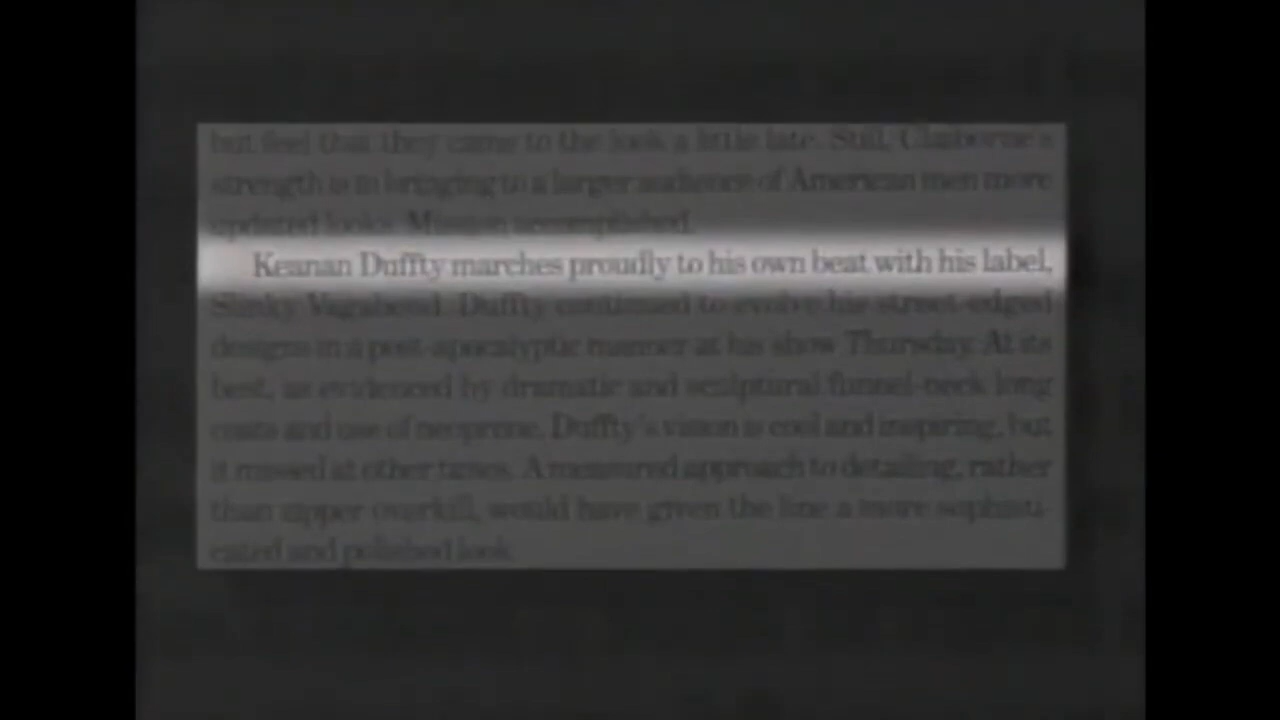 but feel that they came to the look a little late. Still, Claiborne's
strength is in bringing to a larger audience of American men more
updated looks. Mission accomplished.
Keanan Duffty marches proudly to his own beat with his label,
Slinky Vagabond. Duffty continued to evolve his street-edged
designs in a post-apocalyptic manner at his show Thursday. At its
best, as evidenced by dramatic and sculptural funnel-neck long
coats and use of neoprene, Duffty's vision is cool and inspiring, but
it missed at other times. A measured approach to detailing, rather
than zipper overkill, would have given the line a more sophisti-
cated and polished look.